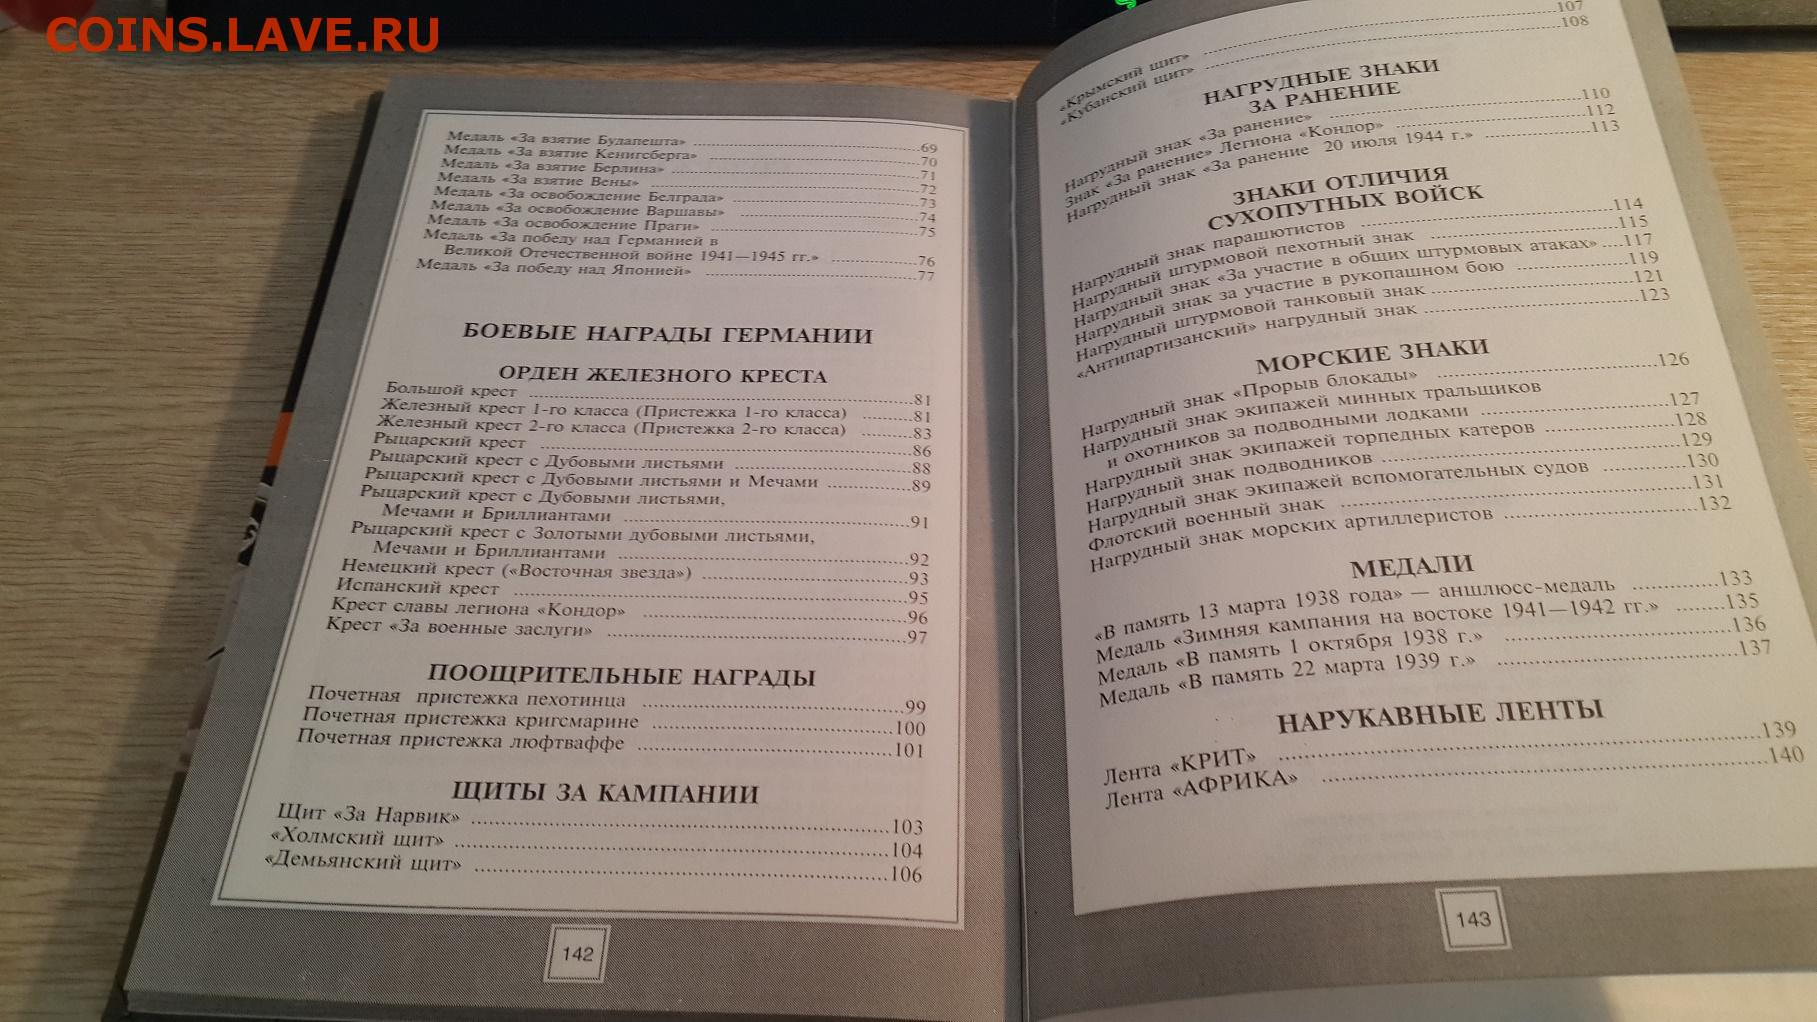 COINS.LAVE.RU
Медаль «За взятие Будапешта» ........................69
Медаль «За взятие Кенигсберга» ........................70
Медаль «За взятие Берлина» ........................71
Медаль «За взятие Вены» ........................72
Медаль «За освобождение Белграда» ........................73
Медаль «За освобождение Варшавы» ........................74
Медаль «За освобождение Праги» ........................75
Медаль «За победу над Германией в
Великой Отечественной войне 1941—1945 гг.» ............76
Медаль «За победу над Японией» ........................77
БОЕВЫЕ НАГРАДЫ ГЕРМАНИИ
ОРДЕН ЖЕЛЕЗНОГО КРЕСТА
Большой крест ........................81
Железный крест 1-го класса (Пристежка 1-го класса) ........81
Железный крест 2-го класса (Пристежка 2-го класса) ........83
Рыцарский крест ........................86
Рыцарский крест с Дубовыми листьями ........................88
Рыцарский крест с Дубовыми листьями и Мечами ............89
Рыцарский крест с Дубовыми листьями,
Мечами и Бриллиантами ........................91
Рыцарский крест с Золотыми дубовыми листьями,
Мечами и Бриллиантами ........................92
Немецкий крест («Восточная звезда») ........................93
Испанский крест ........................95
Крест славы легиона «Кондор» ........................96
Крест «За военные заслуги» ........................97
ПООЩРИТЕЛЬНЫЕ НАГРАДЫ
Почетная пристежка пехотинца ........................99
Почетная пристежка кригсмарине ........................100
Почетная пристежка люфтваффе ........................101
ЩИТЫ ЗА КАМПАНИИ
Щит «За Нарвик» ........................103
«Холмский щит» ........................104
«Демьянский щит» ........................106
142
«Крымский щит» ........................107
«Кубанский щит» ........................108
НАГРУДНЫЕ ЗНАКИ
ЗА РАНЕНИЕ
Нагрудный знак «За ранение» ........................110
Знак «За ранение» Легиона «Кондор» ........................112
Нагрудный знак «За ранение 20 июля 1944 г.» ............113
ЗНАКИ ОТЛИЧИЯ
СУХОПУТНЫХ ВОЙСК
Нагрудный знак парашютистов ........................114
Нагрудный штурмовой пехотный знак ........................115
Нагрудный знак «За участие в общих штурмовых атаках» ....117
Нагрудный знак за участие в рукопашном бою ............119
Нагрудный штурмовой танковый знак ........................121
«Антипартизанский» нагрудный знак ........................123
МОРСКИЕ ЗНАКИ
Нагрудный знак «Прорыв блокады» ........................126
Нагрудный знак экипажей минных тральщиков
и охотников за подводными лодками ........................127
Нагрудный знак экипажей торпедных катеров ............128
Нагрудный знак подводников ........................129
Нагрудный знак экипажей вспомогательных судов ............130
Флотский военный знак ........................131
Нагрудный знак морских артиллеристов ........................132
МЕДАЛИ
«В память 13 марта 1938 года» — аншлюсс-медаль ............133
Медаль «Зимняя кампания на востоке 1941—1942 гг.» ........135
Медаль «В память 1 октября 1938 г.» ........................136
Медаль «В память 22 марта 1939 г.» ........................137
НАРУКАВНЫЕ ЛЕНТЫ
Лента «КРИТ» ........................139
Лента «АФРИКА» ........................140
143